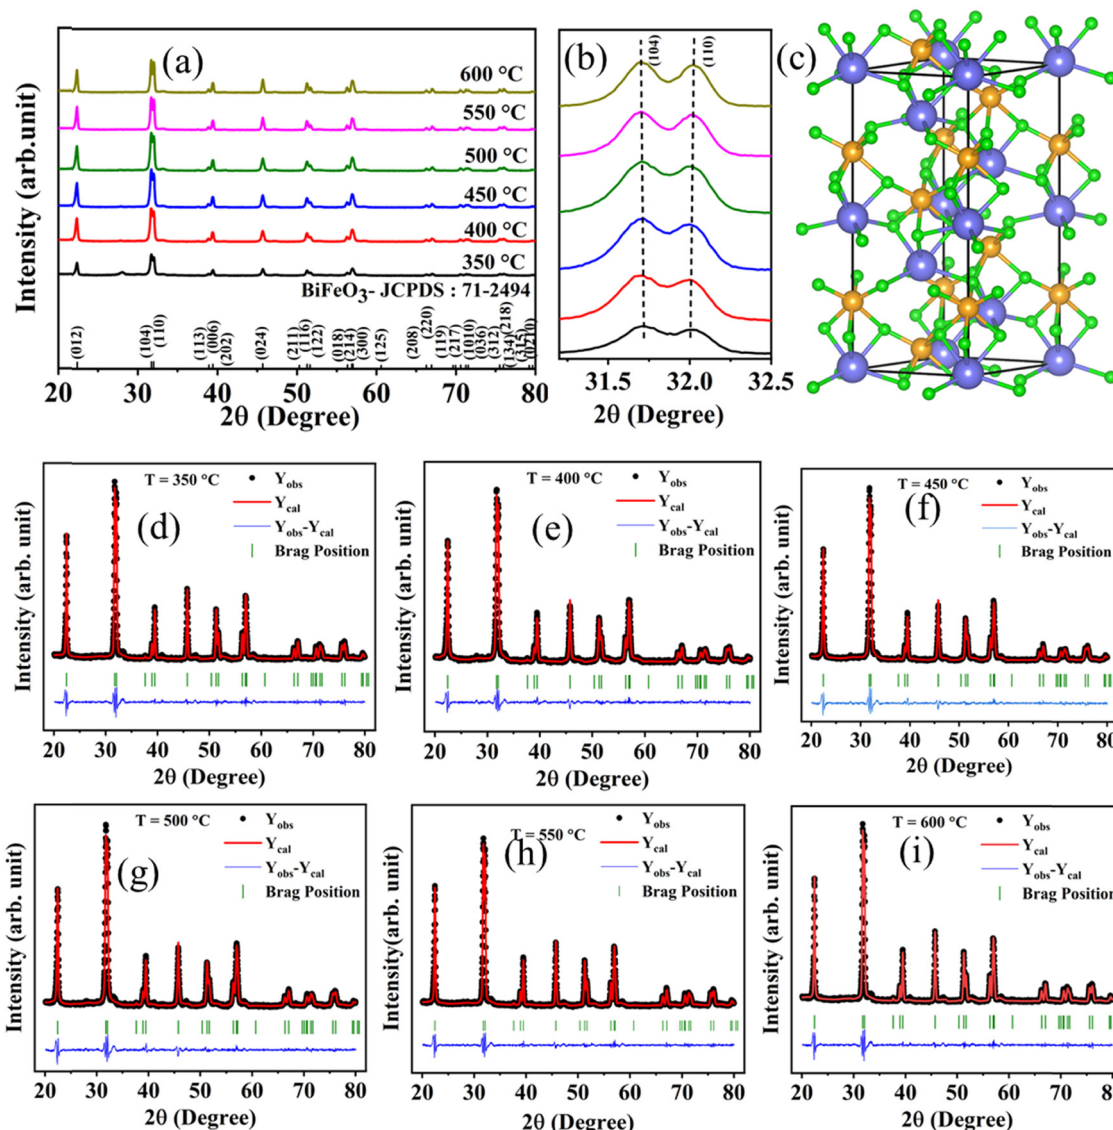 (a)
600 °C
550 °C
500 °C
450 °C
400 °C
350 °C
BiFeO3- JCPDS : 71-2494
(012)
(104)
(110)
(113)
(006)
(202)
(024)
(211)
(116)
(122)
(018)
(214)
(300)
(125)
(208)
(220)
(119)
(217)
(1010)
(036)
(312)
(134)
(218)
(315)
(0210)
Intensity (arb.unit)
20 30 40 50 60 70 80
2θ (Degree)
(b)
(104)
(110)
31.5 32.0 32.5
2θ (Degree)
(c)
T = 350 °C
Yobs
Ycal
Yobs-Ycal
Brag Position
(d)
Intensity (arb. unit)
20 30 40 50 60 70 80
2θ (Degree)
T = 400 °C
Yobs
Ycal
Yobs-Ycal
Brag Position
(e)
Intensity (arb. unit)
20 30 40 50 60 70 80
2θ (Degree)
T = 450 °C
Yobs
Ycal
Yobs-Ycal
Brag Position
(f)
Intensity (arb. unit)
20 30 40 50 60 70 80
2θ (Degree)
T = 500 °C
Yobs
Ycal
Yobs-Ycal
Brag Position
(g)
Intensity (arb. unit)
20 30 40 50 60 70 80
2θ (Degree)
T = 550 °C
Yobs
Ycal
Yobs-Ycal
Brag Position
(h)
Intensity(arb. unit)
20 30 40 50 60 70 80
2θ (Degree)
T = 600 °C
Yobs
Ycal
Yobs-Ycal
Brag Position
(i)
Intensity (arb. unit)
20 30 40 50 60 70 80
2θ (Degree)